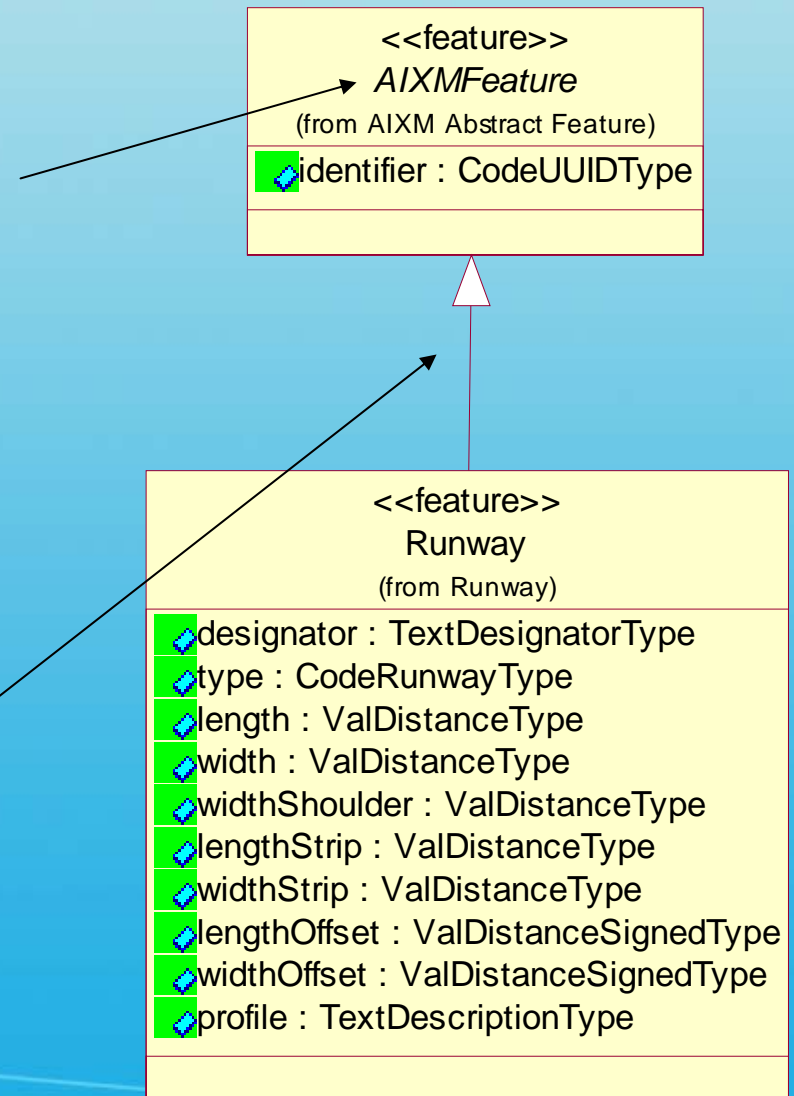 <<feature>>
AIXMFeature
(from AIXM Abstract Feature)
identifier : CodeUUIDType
<<feature>>
Runway
(from Runway)
designator : TextDesignatorType
type : CodeRunwayType
length : ValDistanceType
width : ValDistanceType
widthShoulder : ValDistanceType
lengthStrip : ValDistanceType
widthStrip : ValDistanceType
lengthOffset : ValDistanceSignedType
widthOffset : ValDistanceSignedType
profile : TextDescriptionType